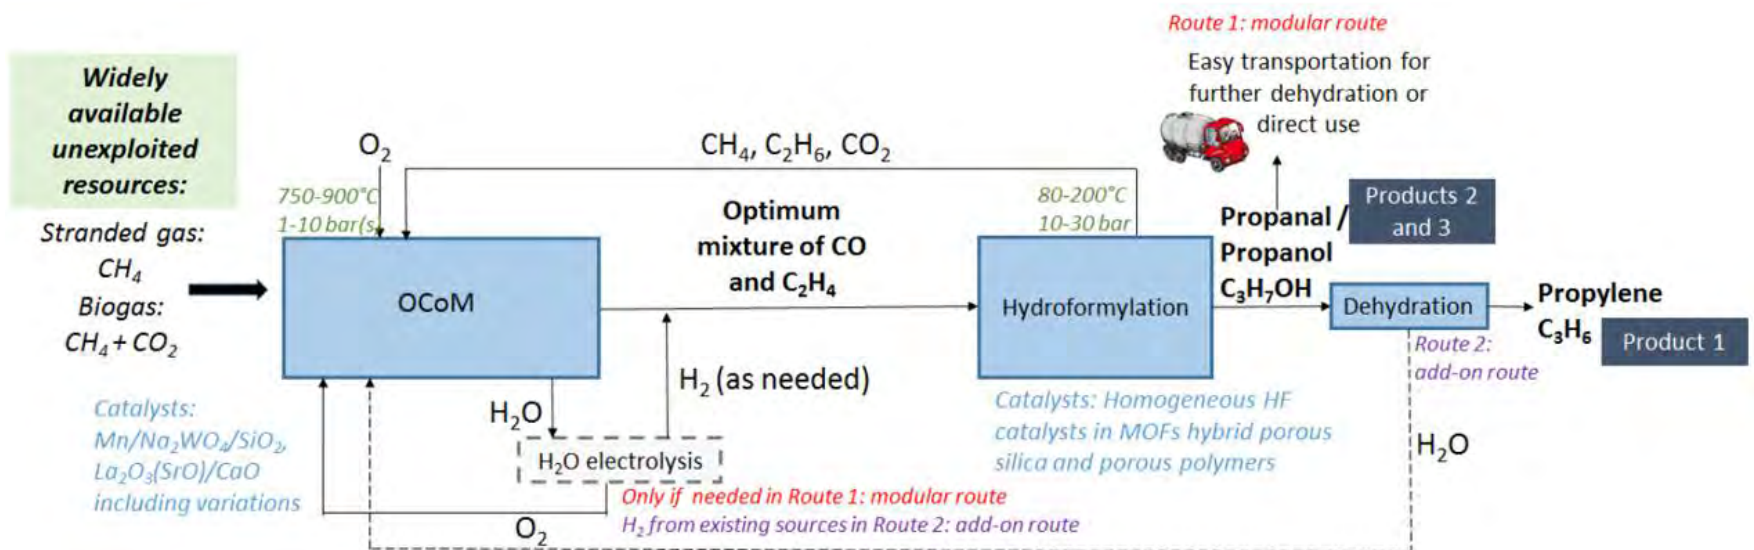 Route 1: modular route
Easy transportation for
further dehydration or
direct use
Widely
available
unexploited
resources:
Stranded gas:
CH₄
Biogas:
CH₄ + CO₂
O₂
CH₄, C₂H₆, CO₂
750-900°C
1-10 bar(s)
OCoM
Optimum
mixture of CO
and C₂H₄
80-200°C
10-30 bar
Hydroformylation
Propanal /
Propanol
C₃H₇OH
Products 2
and 3
Dehydration
Propylene
C₃H₆
Product 1
Route 2:
add-on route
H₂O
Catalysts:
Mn/Na₂WO₄/SiO₂,
La₂O₃(SrO)/CaO
including variations
H₂O
H₂ (as needed)
H₂O electrolysis
Catalysts: Homogeneous HF
catalysts in MOFs hybrid porous
silica and porous polymers
Only if needed in Route 1: modular route
H₂ from existing sources in Route 2: add-on route
O₂